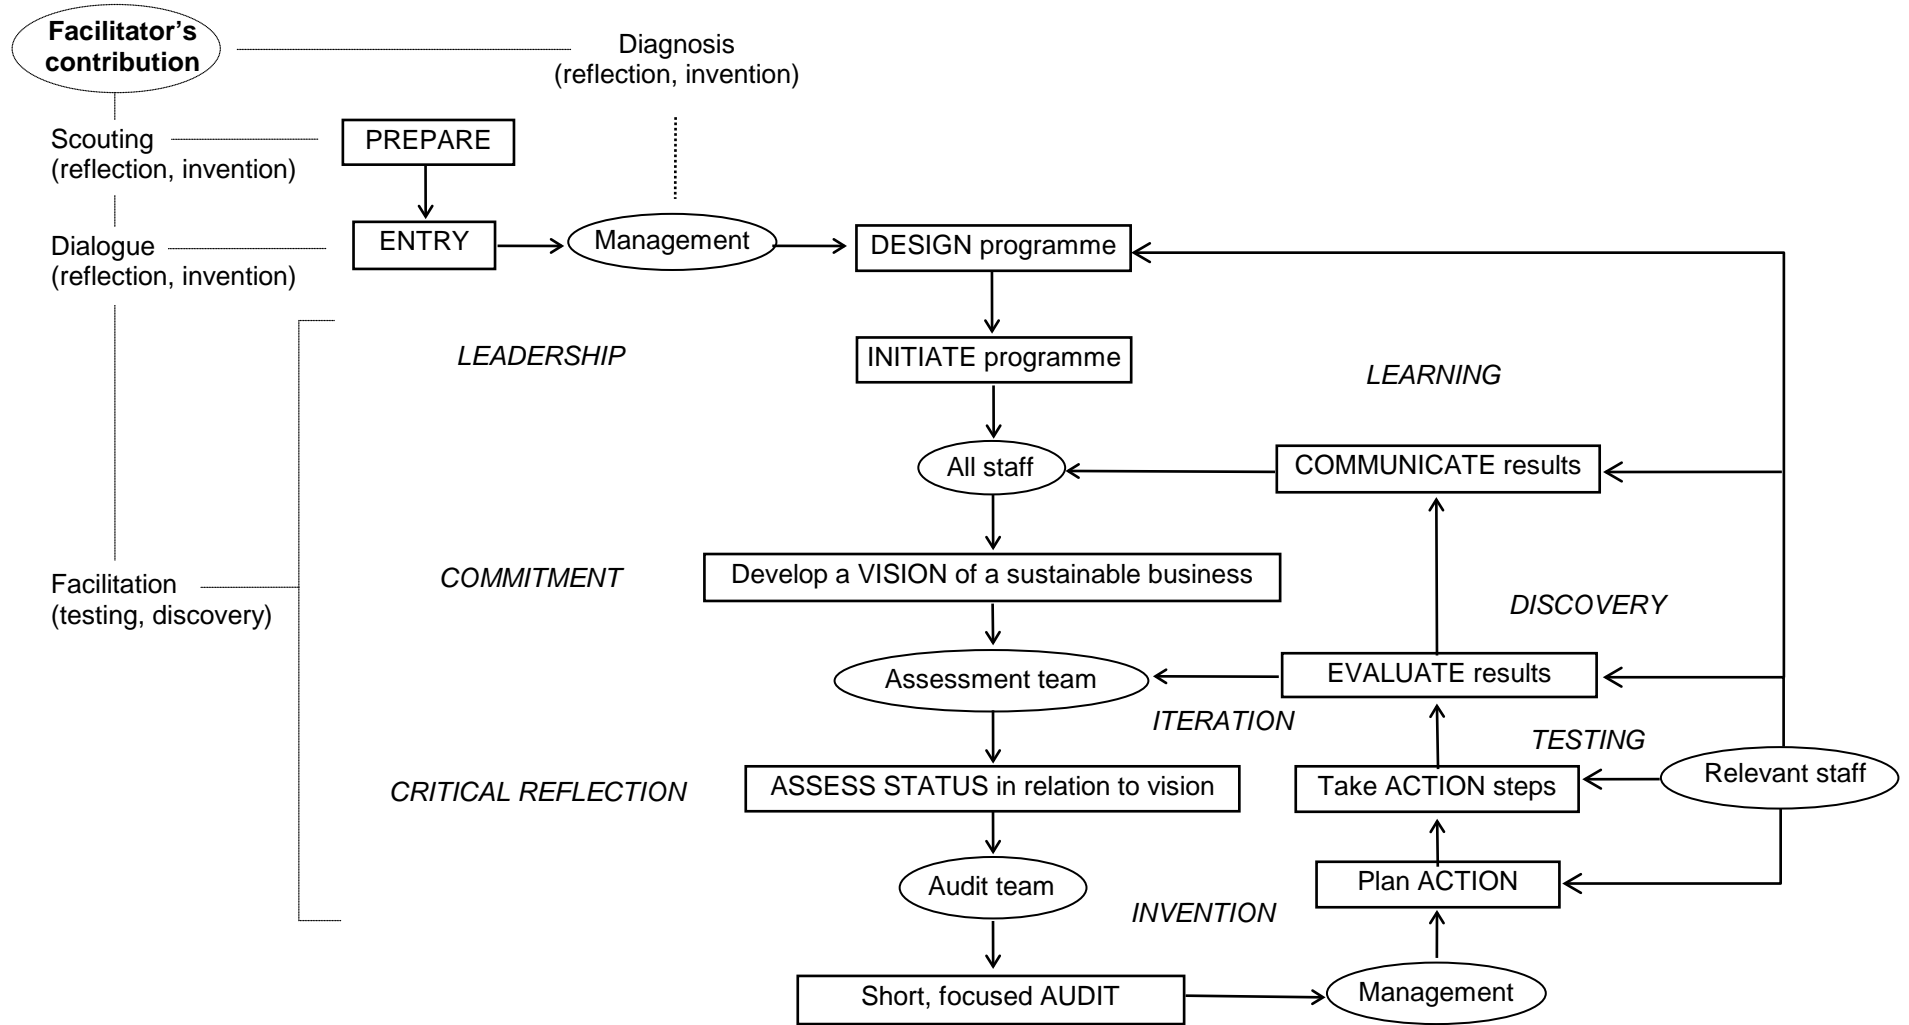 Facilitator's
contribution
Diagnosis
(reflection, invention)
Scouting
(reflection, invention)
PREPARE
Dialogue
(reflection, invention)
ENTRY
Management
DESIGN programme
LEADERSHIP
INITIATE programme
LEARNING
All staff
COMMUNICATE results
Facilitation
(testing, discovery)
COMMITMENT
Develop a VISION of a sustainable business
DISCOVERY
Assessment team
EVALUATE results
ITERATION
TESTING
CRITICAL REFLECTION
ASSESS STATUS in relation to vision
Take ACTION steps
Relevant staff
Audit team
Plan ACTION
INVENTION
Short, focused AUDIT
Management